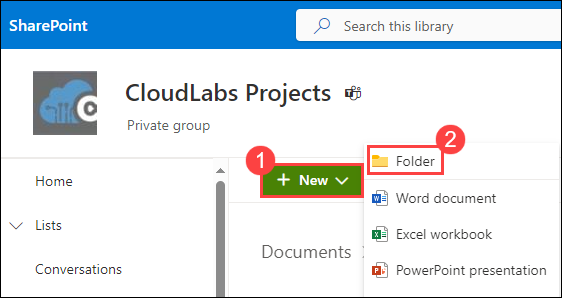 SharePoint
Search this library
CloudLabs Projects
Private group
1
2
New
Folder
Home
Word document
Lists
Excel workbook
Documents
Conversations
PowerPoint presentation